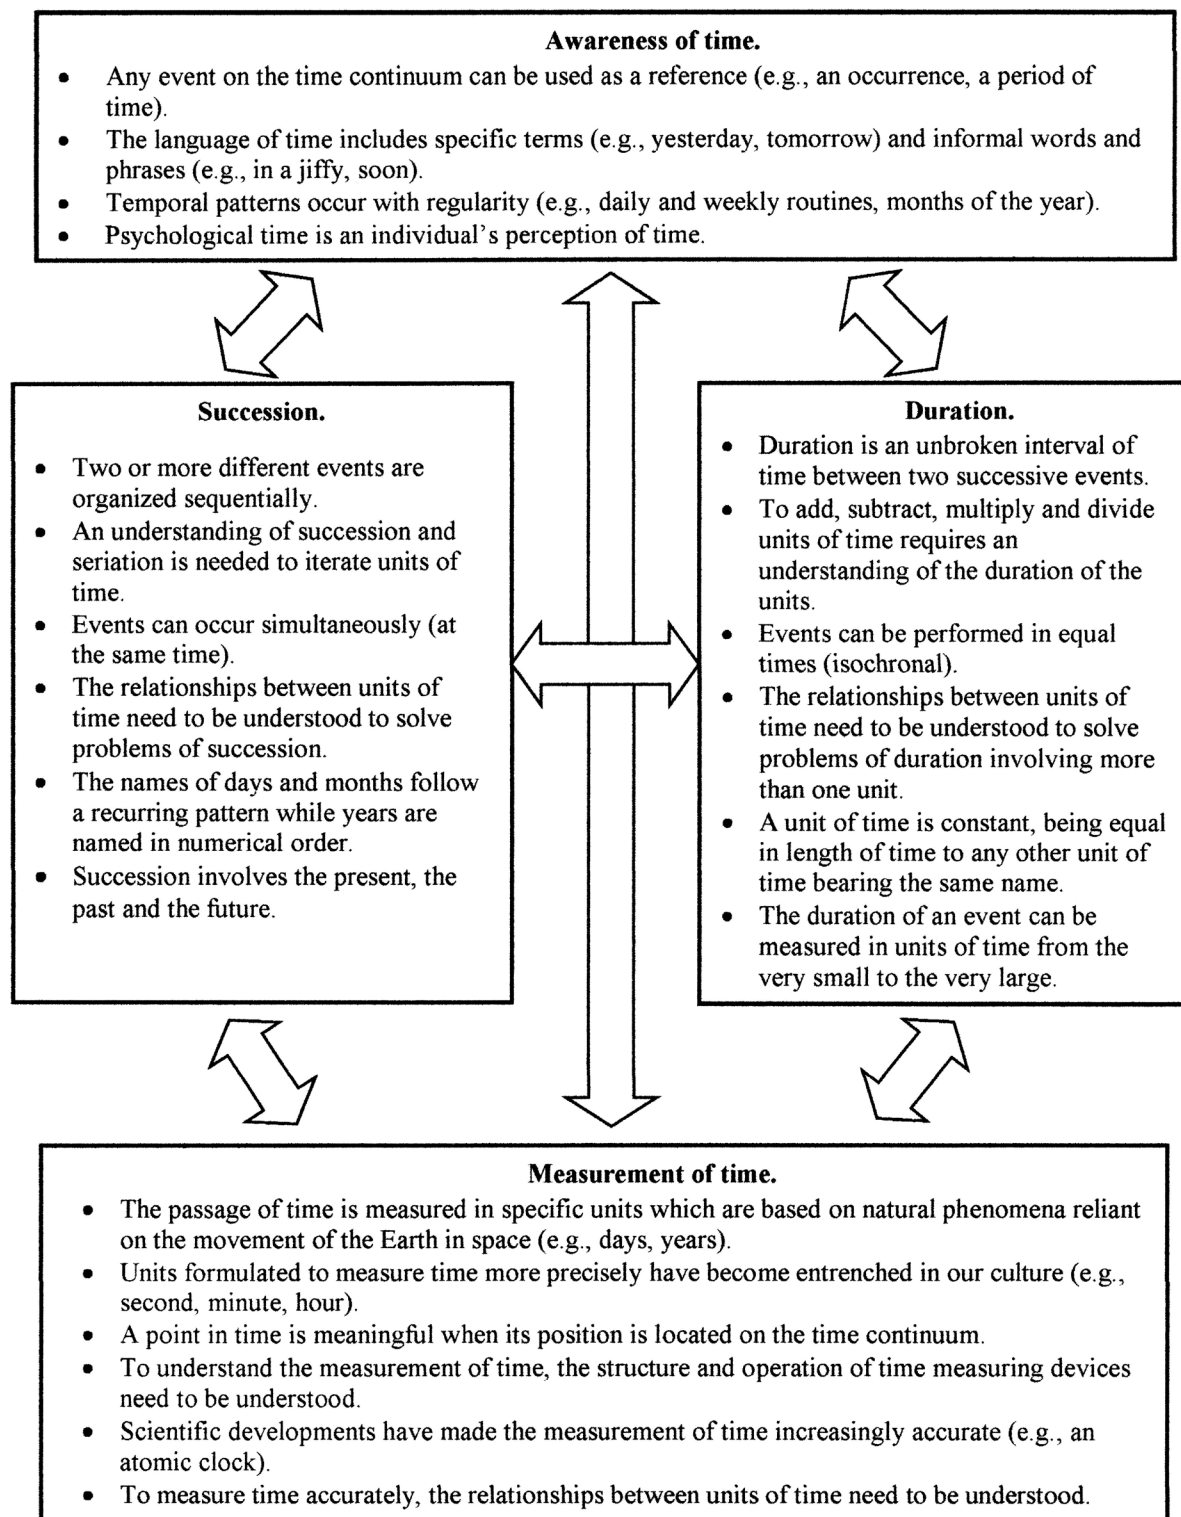 Awareness of time.
• Any event on the time continuum can be used as a reference (e.g., an occurrence, a period of
time).
• The language of time includes specific terms (e.g., yesterday, tomorrow) and informal words and
phrases (e.g., in a jiffy, soon).
• Temporal patterns occur with regularity (e.g., daily and weekly routines, months of the year).
• Psychological time is an individual's perception of time.
Succession.
• Two or more different events are
organized sequentially.
• An understanding of succession and
seriation is needed to iterate units of
time.
• Events can occur simultaneously (at
the same time).
• The relationships between units of
time need to be understood to solve
problems of succession.
• The names of days and months follow
a recurring pattern while years are
named in numerical order.
• Succession involves the present, the
past and the future.
Duration.
• Duration is an unbroken interval of
time between two successive events.
• To add, subtract, multiply and divide
units of time requires an
understanding of the duration of the
units.
• Events can be performed in equal
times (isochronal).
• The relationships between units of
time need to be understood to solve
problems of duration involving more
than one unit.
• A unit of time is constant, being equal
in length of time to any other unit of
time bearing the same name.
• The duration of an event can be
measured in units of time from the
very small to the very large.
Measurement of time.
• The passage of time is measured in specific units which are based on natural phenomena reliant
on the movement of the Earth in space (e.g., days, years).
• Units formulated to measure time more precisely have become entrenched in our culture (e.g.,
second, minute, hour).
• A point in time is meaningful when its position is located on the time continuum.
• To understand the measurement of time, the structure and operation of time measuring devices
need to be understood.
• Scientific developments have made the measurement of time increasingly accurate (e.g., an
atomic clock).
• To measure time accurately, the relationships between units of time need to be understood.